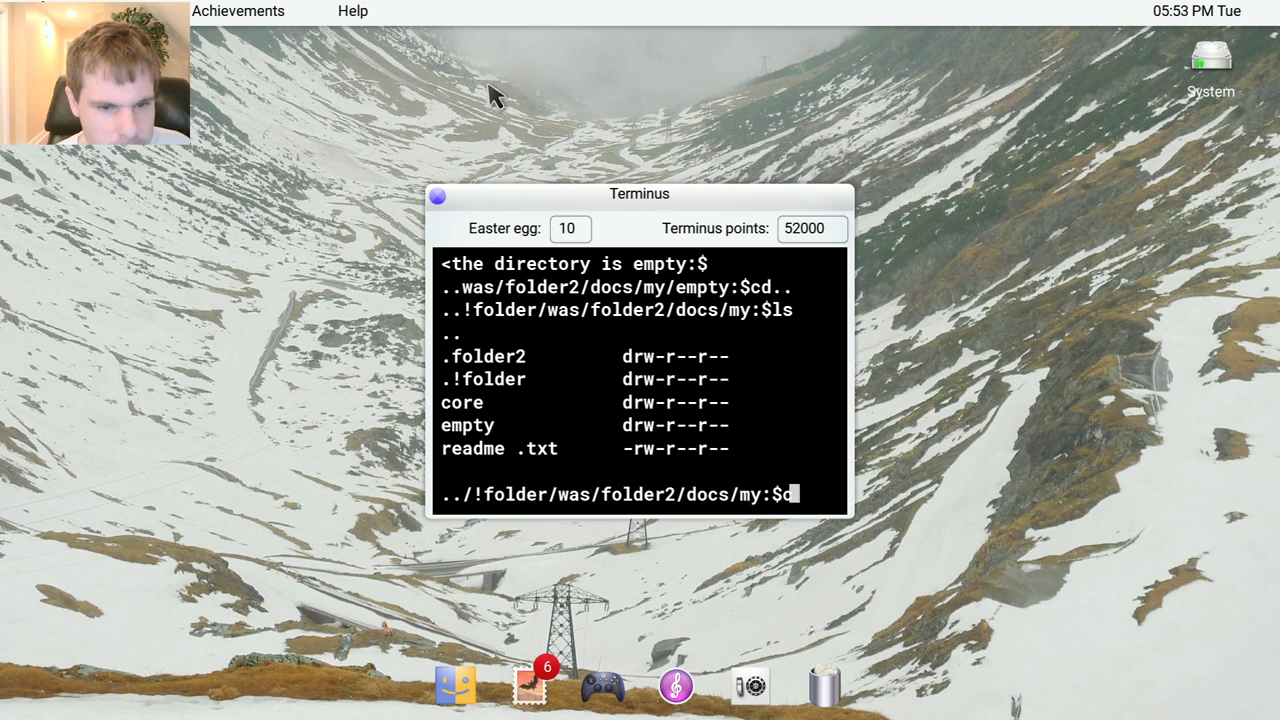 Achievements Help 05:53 PM Tue
System
Terminus
Easter egg: 10 Terminus points: 52000
<the directory is empty:$
..was/folder2/docs/my/empty:$cd..
..!folder/was/folder2/docs/my:$ls
..
.folder2 drw-r--r--
.!folder drw-r--r--
core drw-r--r--
empty drw-r--r--
readme .txt -rw-r--r--
../!folder/was/folder2/docs/my:$c
6